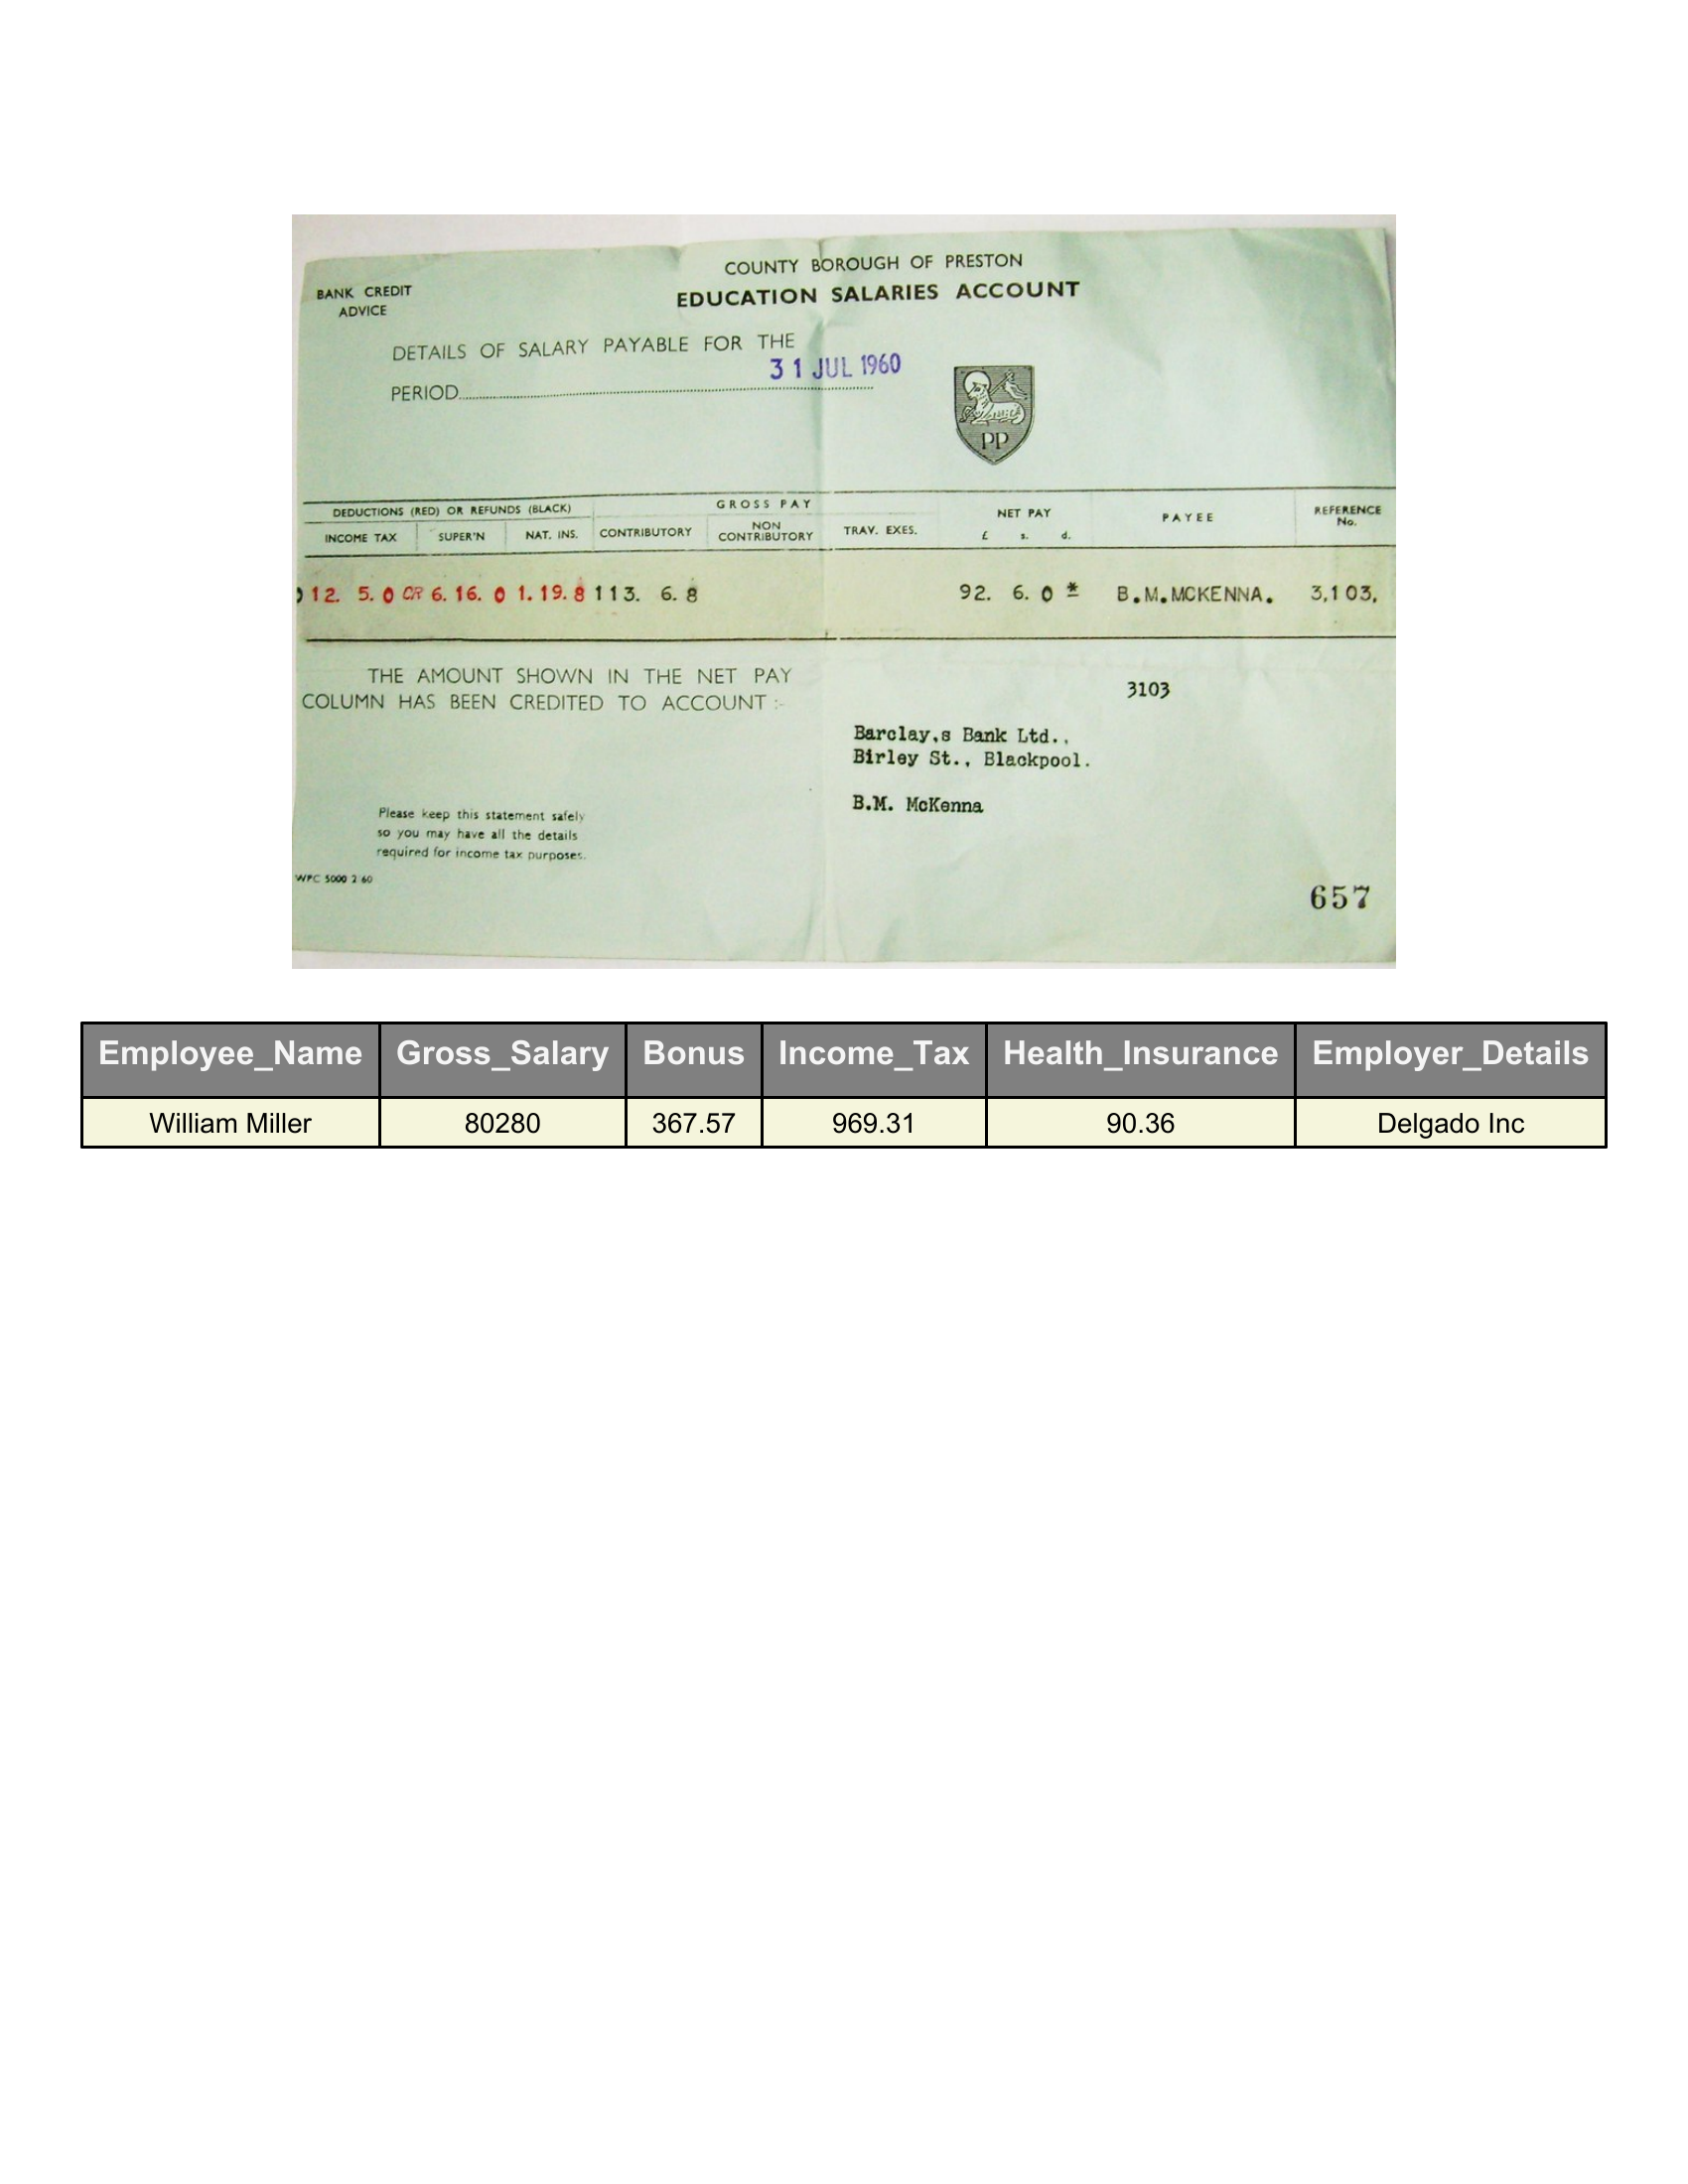 COUNTY BOROUGH OF PRESTON
BANK CREDIT
ADVICE
EDUCATION SALARIES ACCOUNT
DETAILS OF SALARY PAYABLE FOR THE
31 JUL 1960
PERIOD
PP
DEDUCTIONS (RED) OR REFUNDS (BLACK) GROSS PAY NET PAY PAYEE REFERENCE No.
INCOME TAX SUPER'N NAT. INS. CONTRIBUTORY NON CONTRIBUTORY TRAV. EXES. £ s. d.
12. 5. 0 CR 6. 16. 0 1. 19. 8 113. 6. 8 92. 6. 0 * B.M.MCKENNA. 3,103,
THE AMOUNT SHOWN IN THE NET PAY
COLUMN HAS BEEN CREDITED TO ACCOUNT :-
3103
Barclay,s Bank Ltd.,
Birley St., Blackpool.
B.M. McKenna
Please keep this statement safely
so you may have all the details
required for income tax purposes.
WPC 5000 2 60
657
Employee_Name Gross_Salary Bonus Income_Tax Health_Insurance Employer_Details
William Miller 80280 367.57 969.31 90.36 Delgado Inc